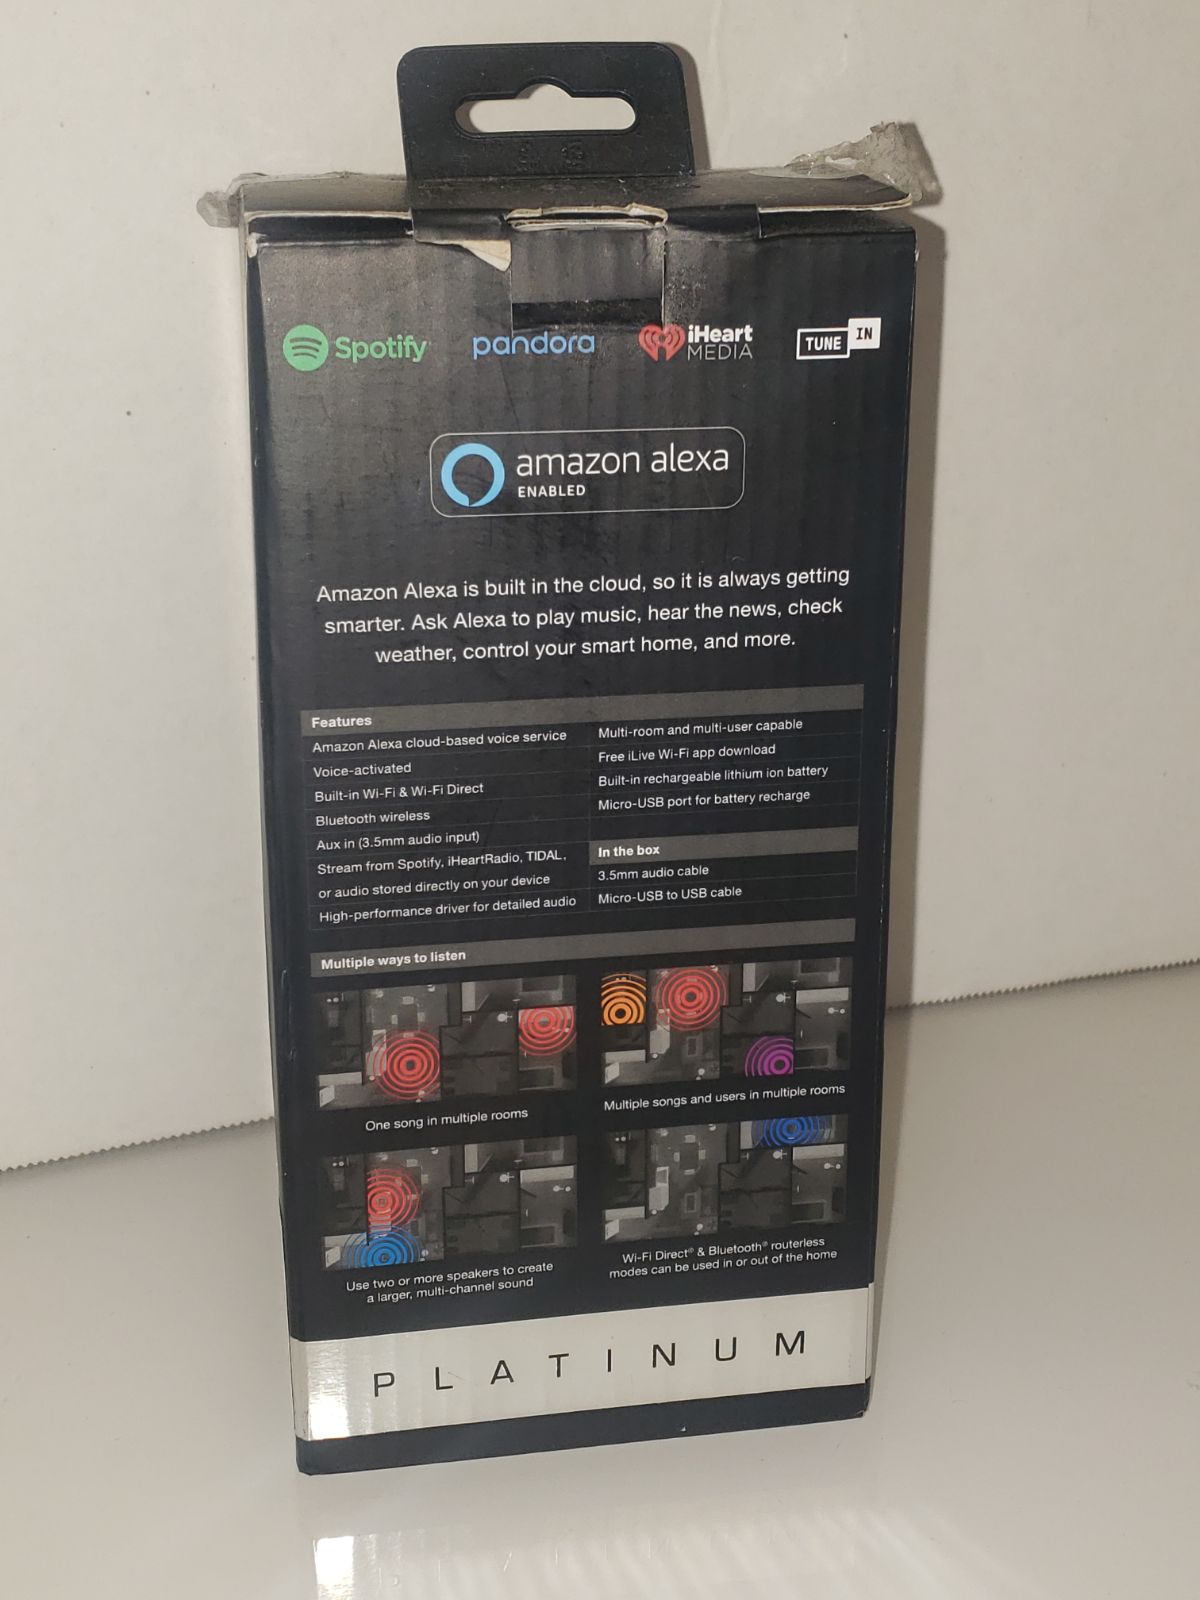 Spotify
pandora
iHeart
MEDIA
TUNE IN
amazon alexa
ENABLED
Amazon Alexa is built in the cloud, so it is always getting
smarter. Ask Alexa to play music, hear the news, check
weather, control your smart home, and more.
Features
Amazon Alexa cloud-based voice service
Voice-activated
Built-in Wi-Fi & Wi-Fi Direct
Bluetooth wireless
Aux in (3.5mm audio input)
Stream from Spotify, iHeartRadio, TIDAL,
or audio stored directly on your device
High-performance driver for detailed audio
Multi-room and multi-user capable
Free iLive Wi-Fi app download
Built-in rechargeable lithium ion battery
Micro-USB port for battery recharge
In the box
3.5mm audio cable
Micro-USB to USB cable
Multiple ways to listen
One song in multiple rooms
Multiple songs and users in multiple rooms
Use two or more speakers to create
a larger, multi-channel sound
Wi-Fi Direct® & Bluetooth® routerless
modes can be used in or out of the home
PLATINUM